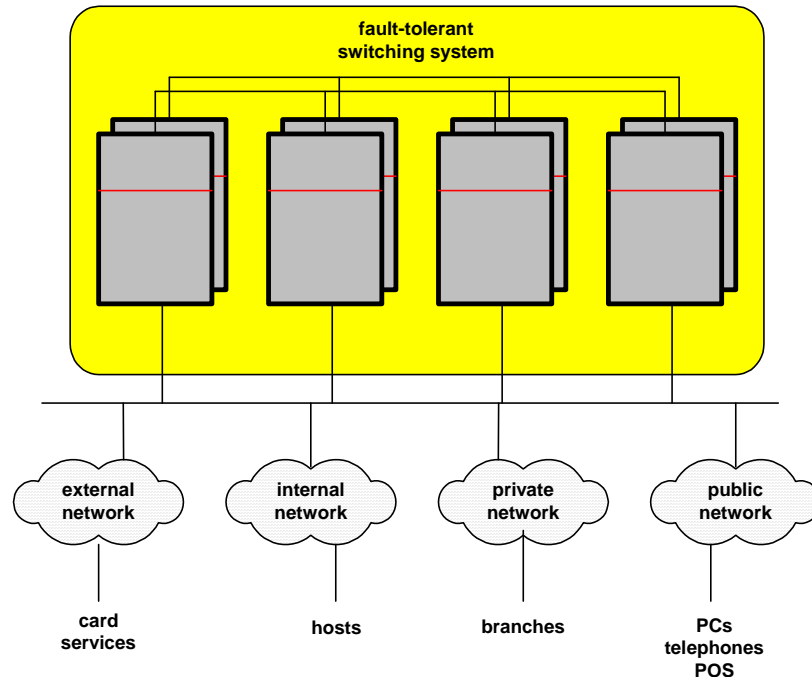 fault-tolerant
switching system
external
network
internal
network
private
network
public
network
card
services
hosts
branches
PCs
telephones
POS